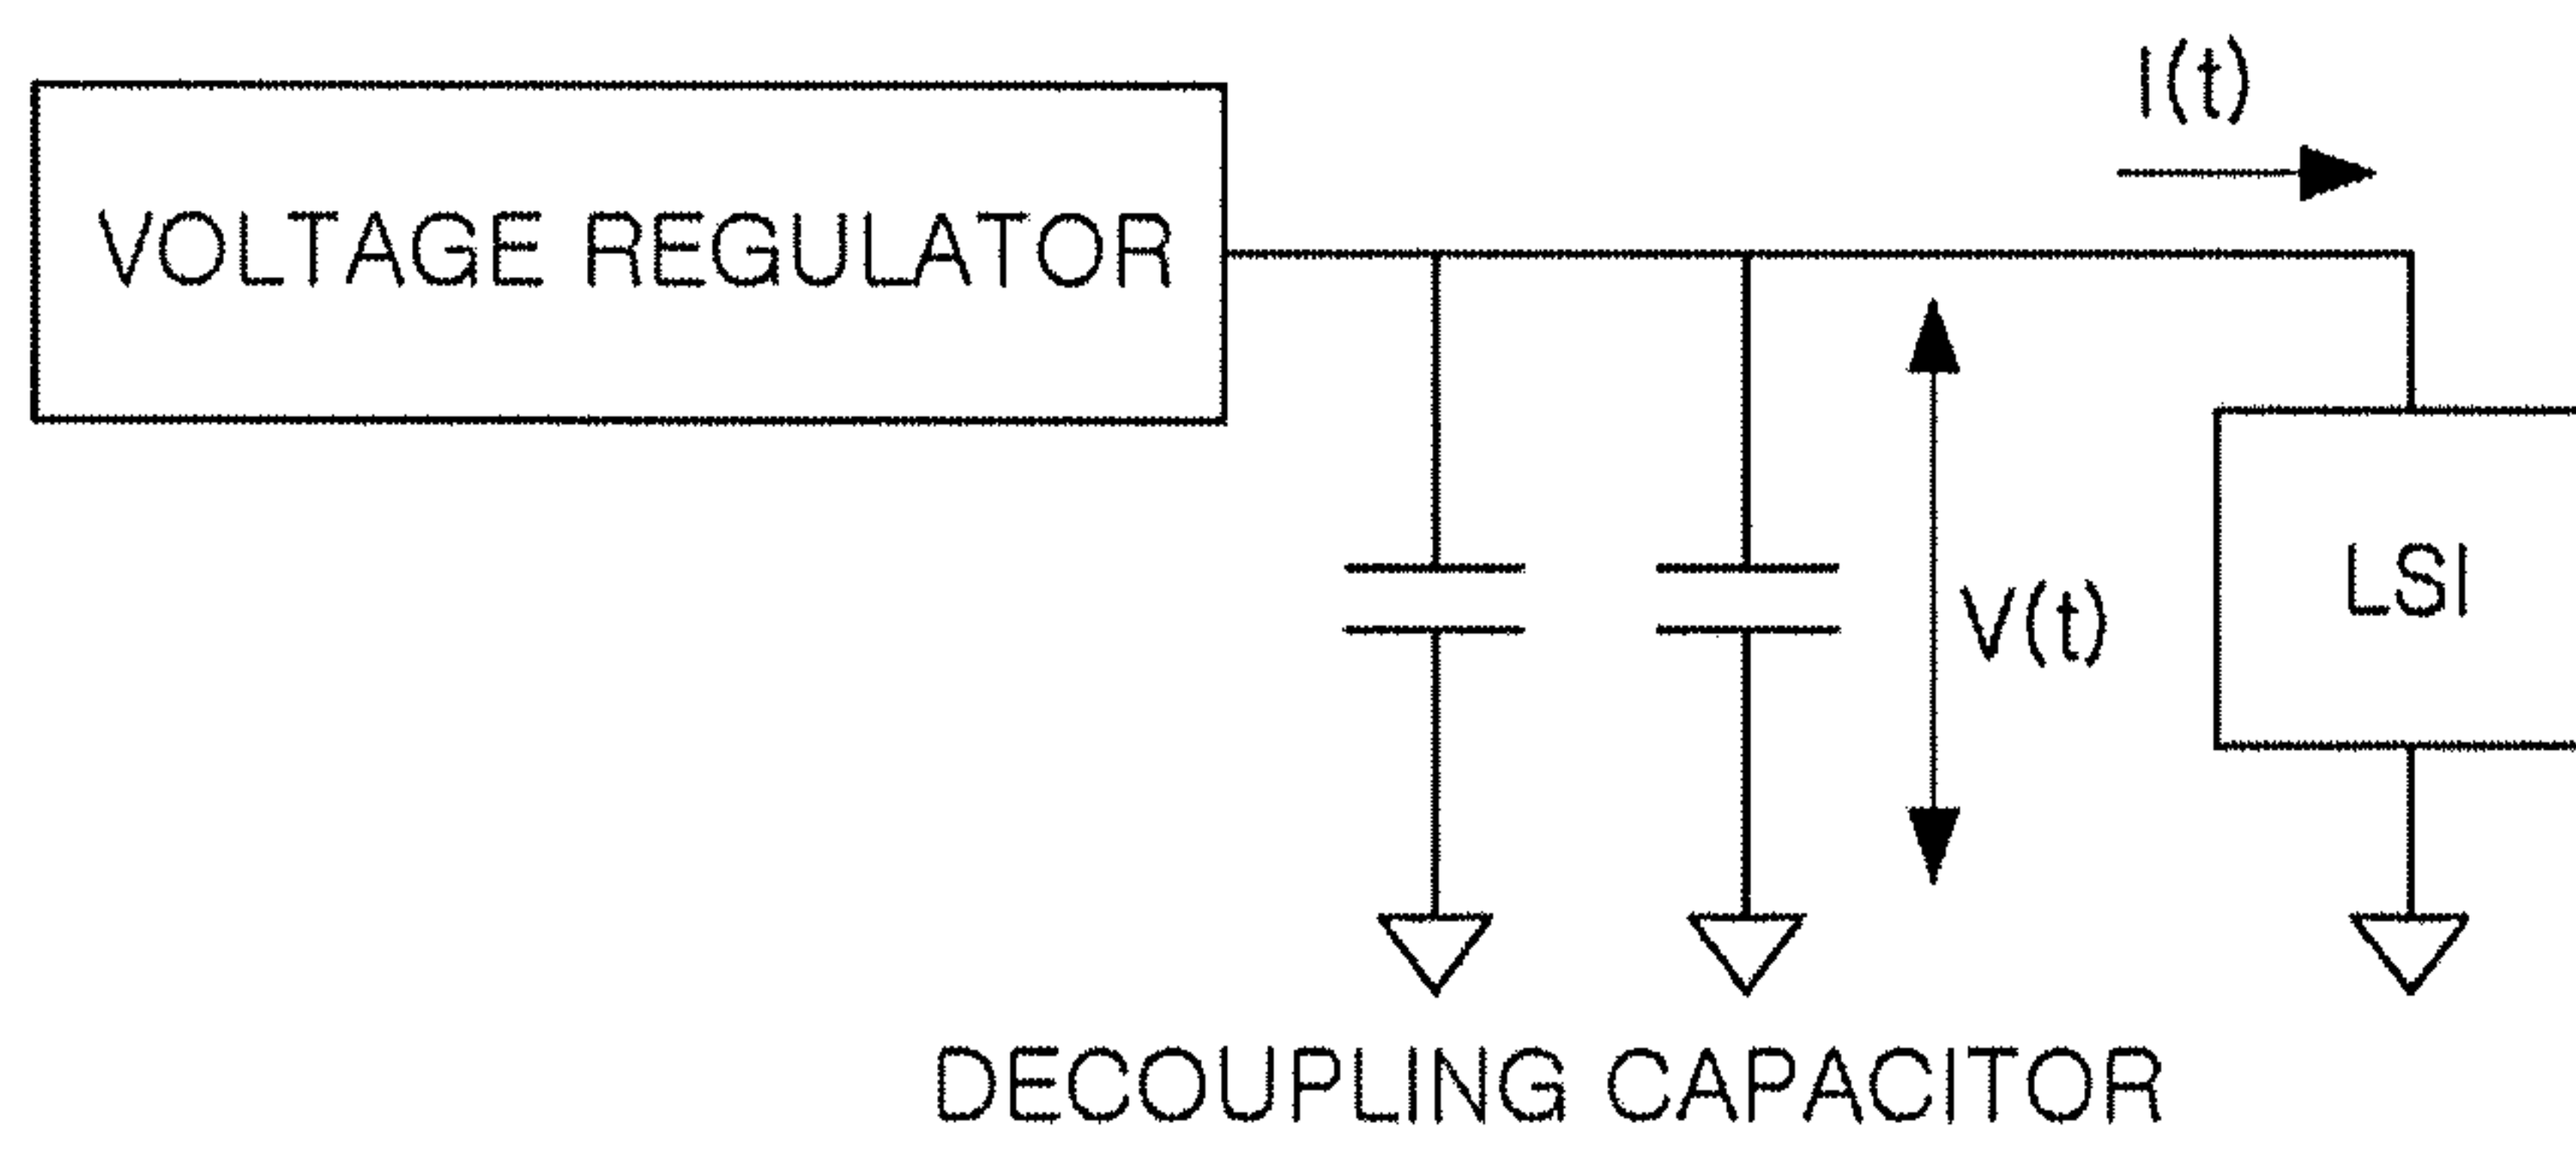 I(t)
VOLTAGE REGULATOR
LSI
V(t)
DECOUPLING CAPACITOR